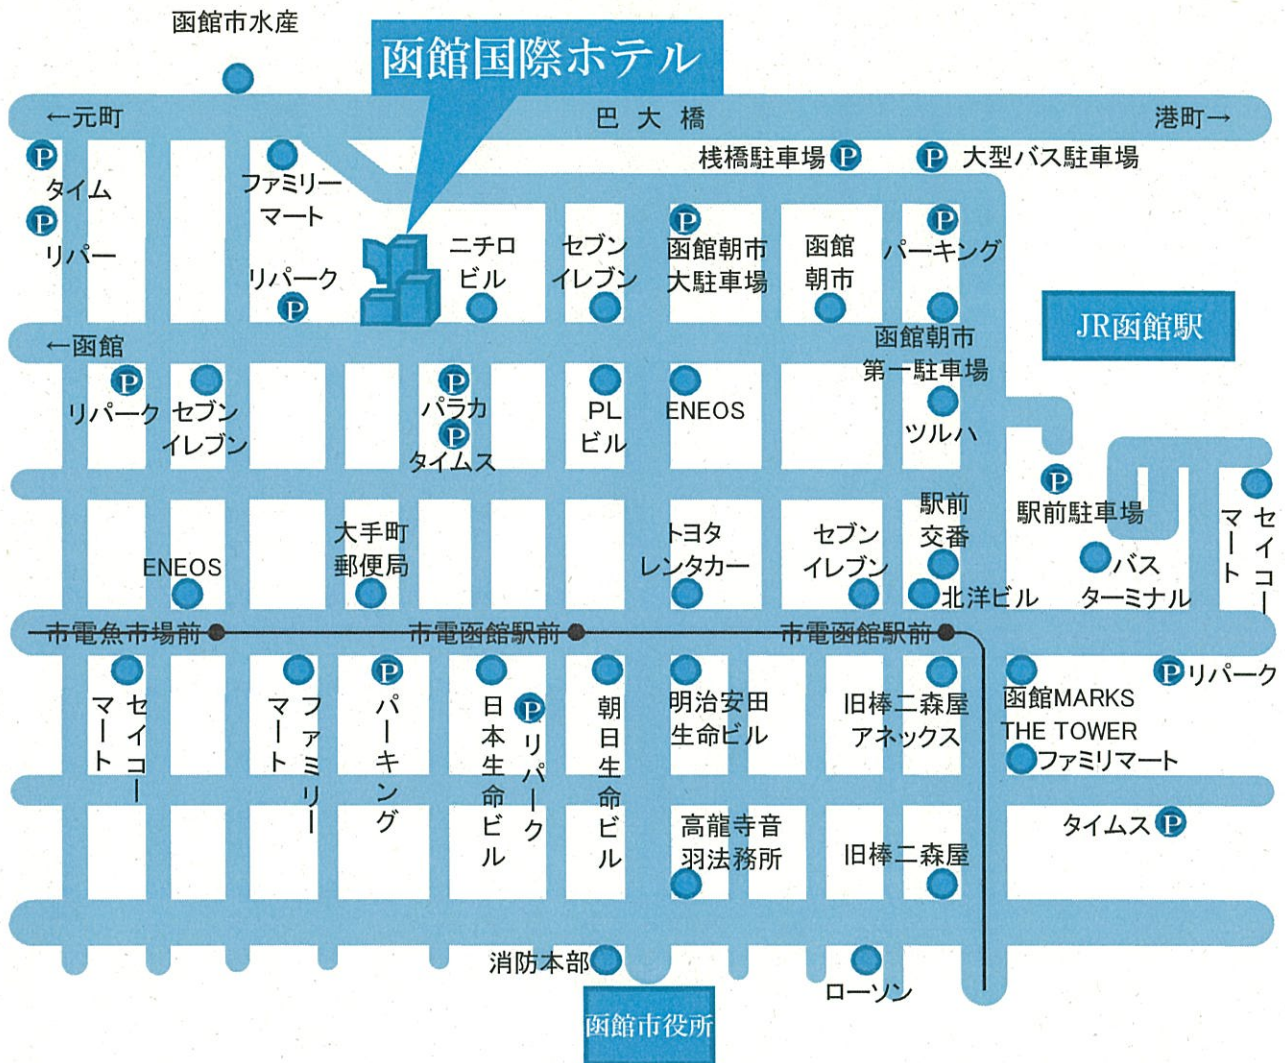 函館市水産
函館国際ホテル
←元町
巴大橋
港町→
P
タイム
P
リパー
ファミリー
マート
桟橋駐車場 P
P 大型バス駐車場
リパーク
P
ニチロ
ビル
セブン
イレブン
P
函館朝市
大駐車場
函館
朝市
P
パーキング
JR函館駅
←函館
函館朝市
第一駐車場
P
リパーク
セブン
イレブン
P
パラカ
P
タイムス
PL
ビル
ENEOS
ツルハ
P
駅前駐車場
セイコー
マート
ENEOS
大手町
郵便局
トヨタ
レンタカー
セブン
イレブン
駅前
交番
北洋ビル
バス
ターミナル
市電魚市場前
市電函館駅前
市電函館駅前
セイコー
マート
ファミリー
マート
P
パーキング
日本生命ビル
P
リパーク
朝日生命ビル
明治安田
生命ビル
旧棒二森屋
アネックス
函館MARKS
THE TOWER
ファミリマート
P リパーク
高龍寺音
羽法務所
旧棒二森屋
タイムス P
消防本部
ローソン
函館市役所